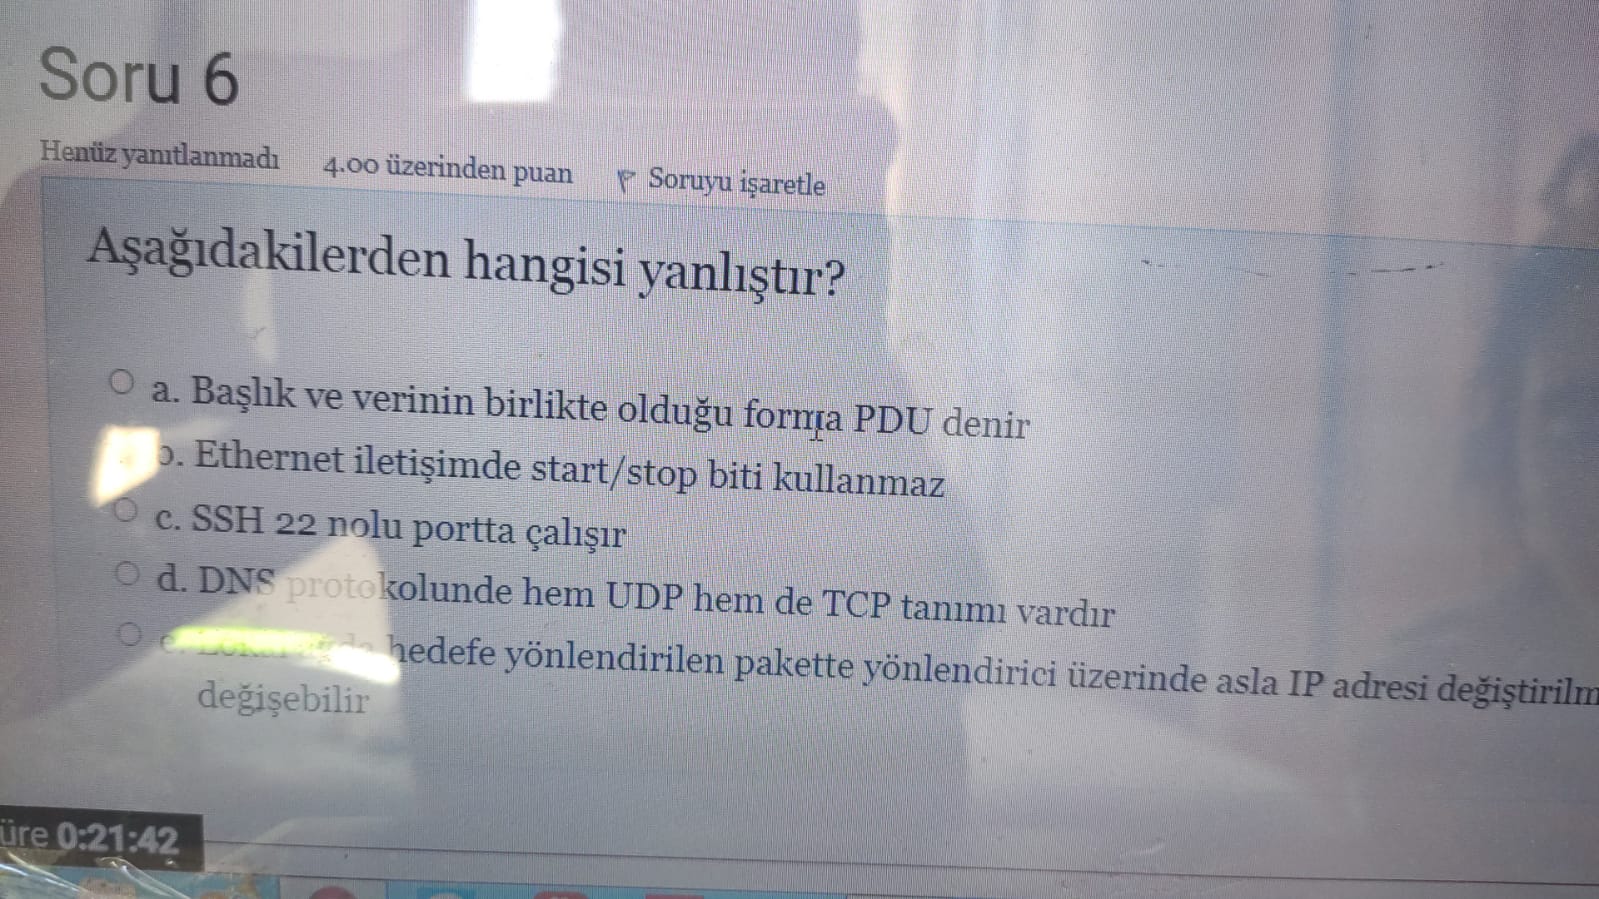 Soru 6
Henüz yanıtlanmadı 4.00 üzerinden puan Soruyu işaretle
Aşağıdakilerden hangisi yanlıştır?
a. Başlık ve verinin birlikte olduğu forma PDU denir
b. Ethernet iletişimde start/stop biti kullanmaz
c. SSH 22 nolu portta çalışır
d. DNS protokolunde hem UDP hem de TCP tanımı vardır
hedefe yönlendirilen pakette yönlendirici üzerinde asla IP adresi değiştirilm
değişebilir
üre 0:21:42